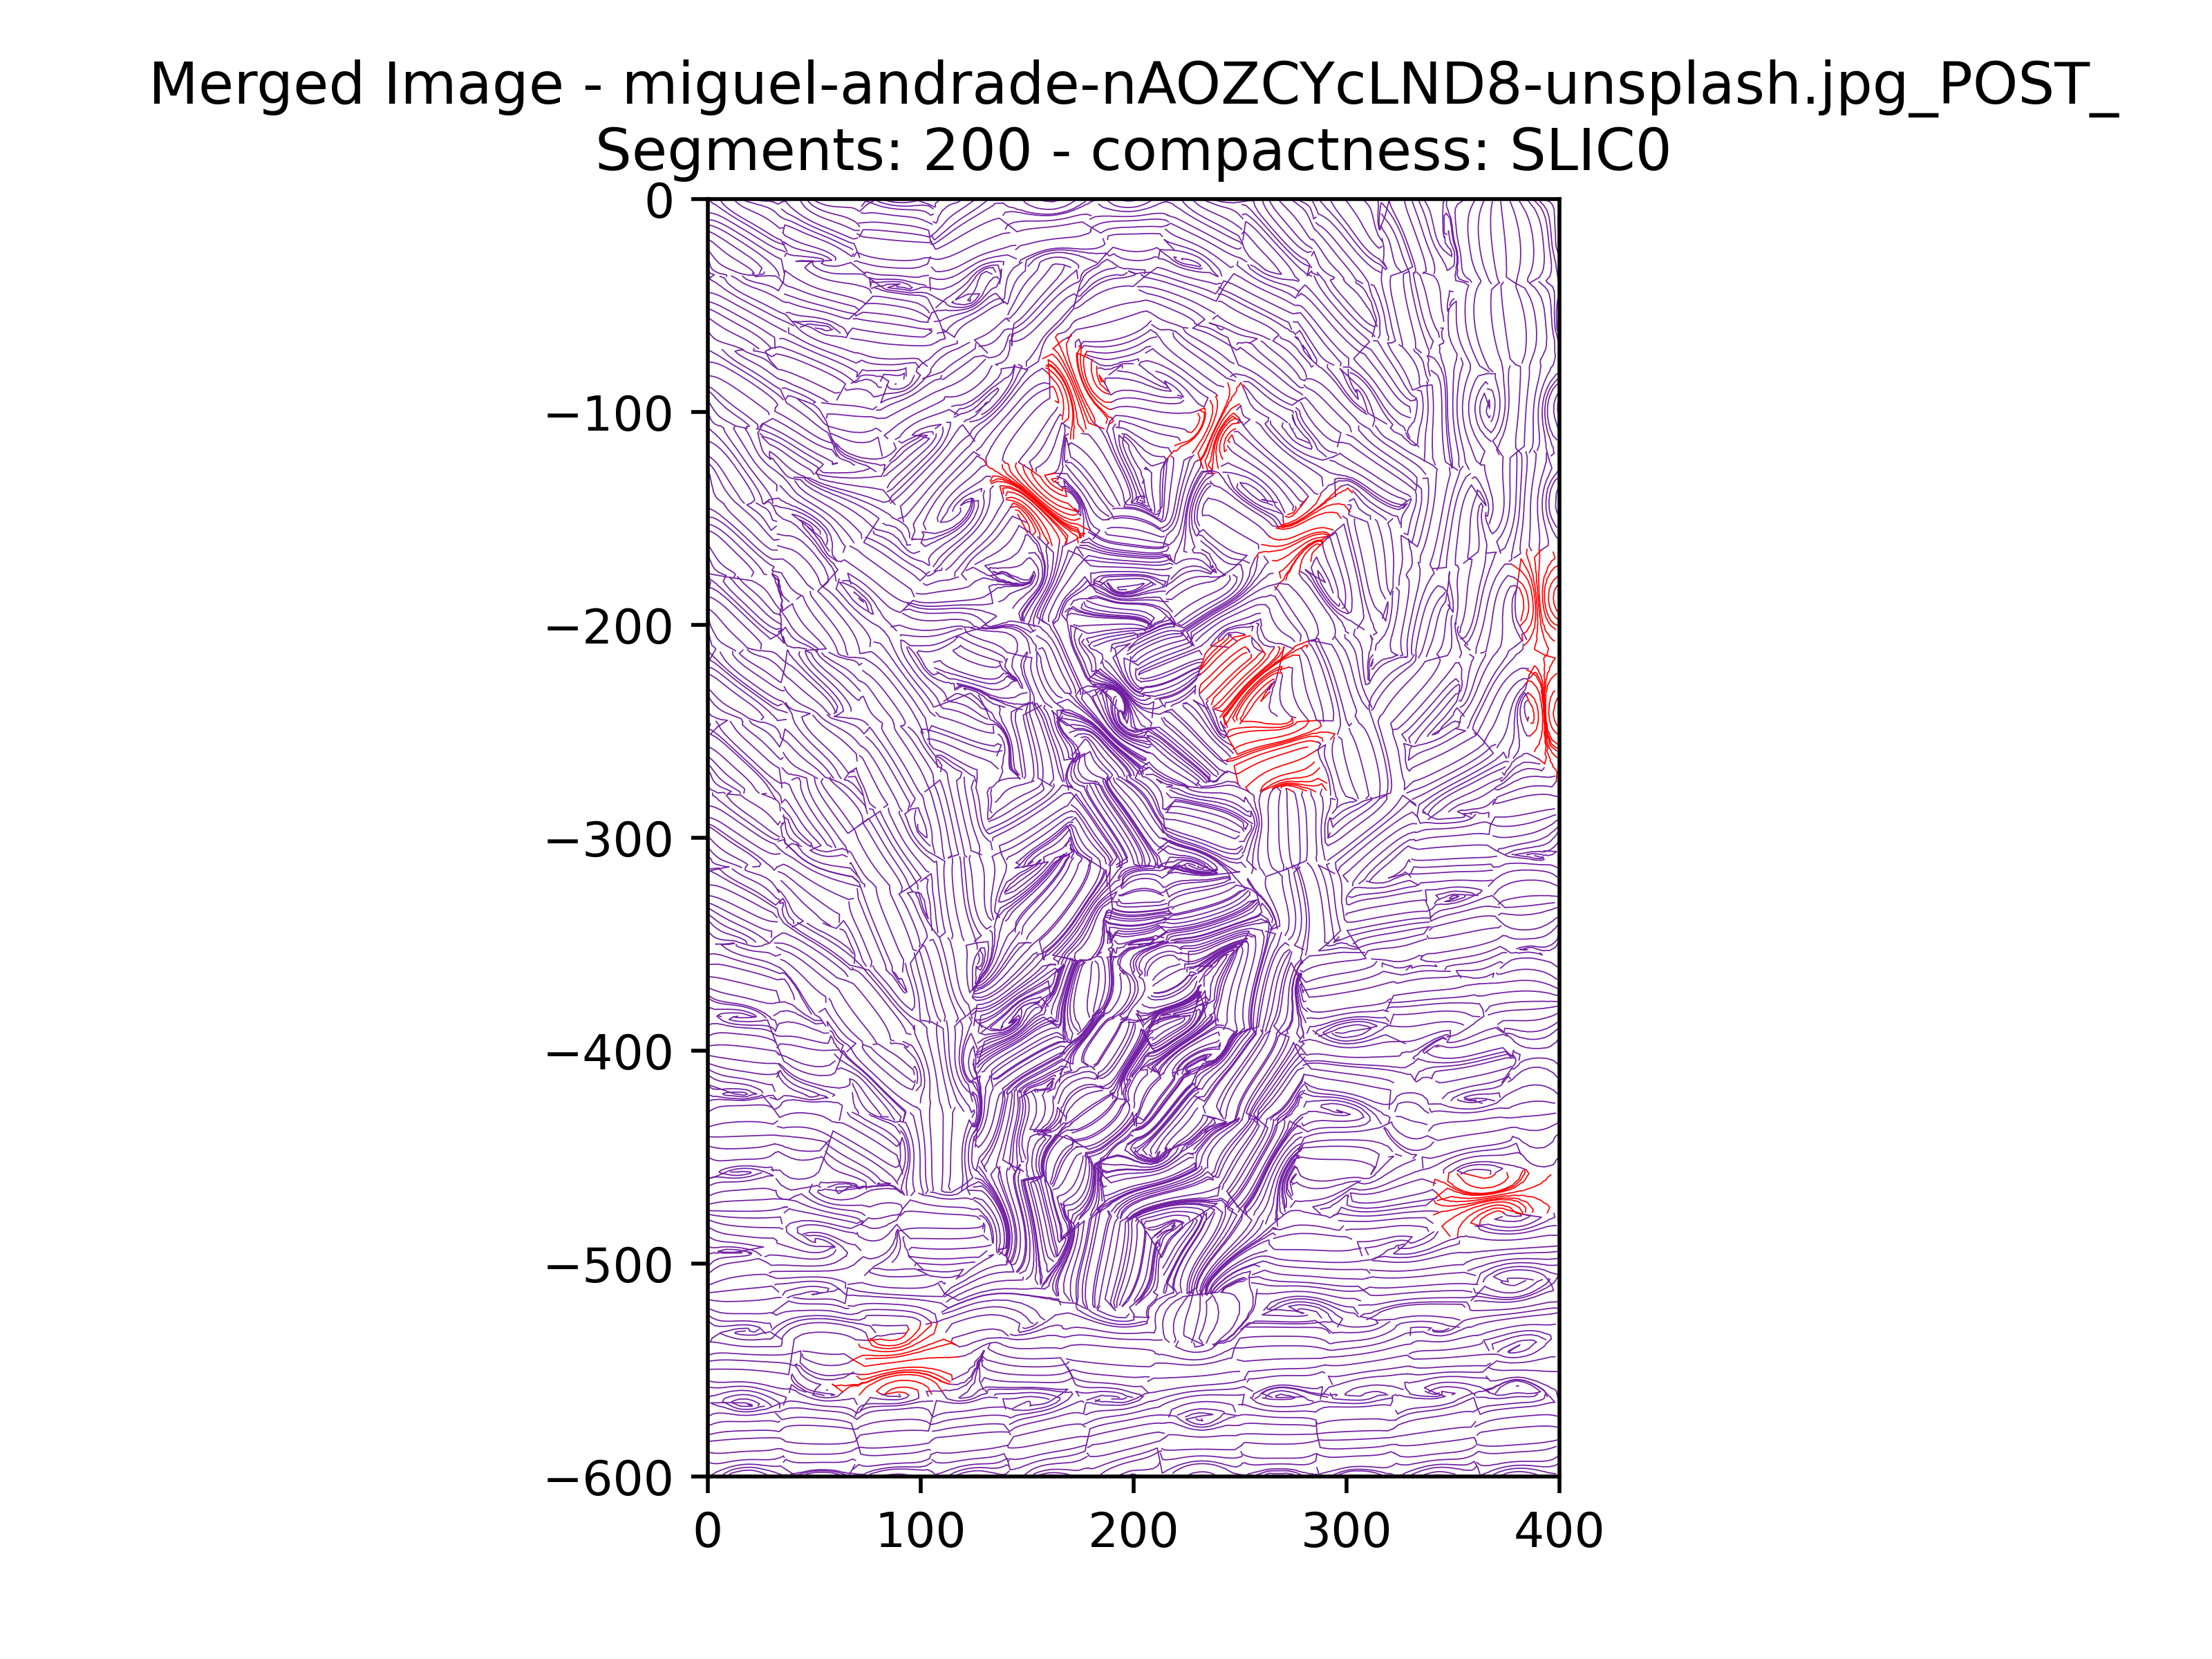 Merged Image - miguel-andrade-nAOZCYcLND8-unsplash.jpg_POST_
Segments: 200 - compactness: SLIC0
0
−100
−200
−300
−400
−500
−600
0 100 200 300 400